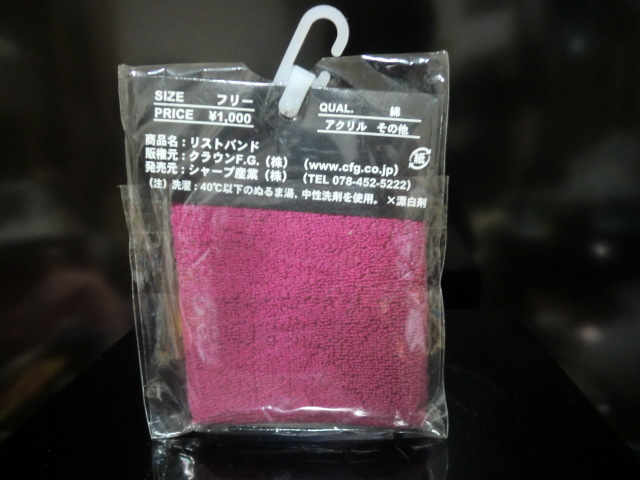 SIZE フリー
PRICE ¥1,000
QUAL. 綿
アクリル その他
商品名：リストバンド
販権元：クラウンF.G.（株） （www.cfg.co.jp）
発売元：シャープ産業（株） （TEL 078-452-5222）
（注）洗濯：40℃以下のぬるま湯、中性洗剤を使用。×漂白剤
紙